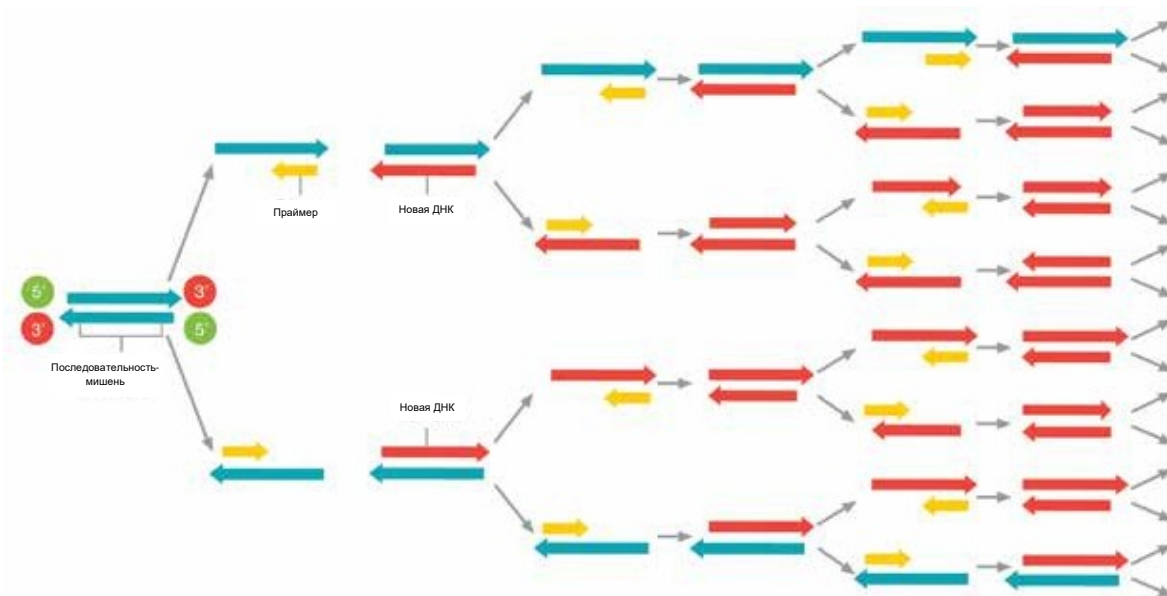 Праймер
Новая ДНК
5'
3'
3'
5'
Последовательность-
мишень
Новая ДНК